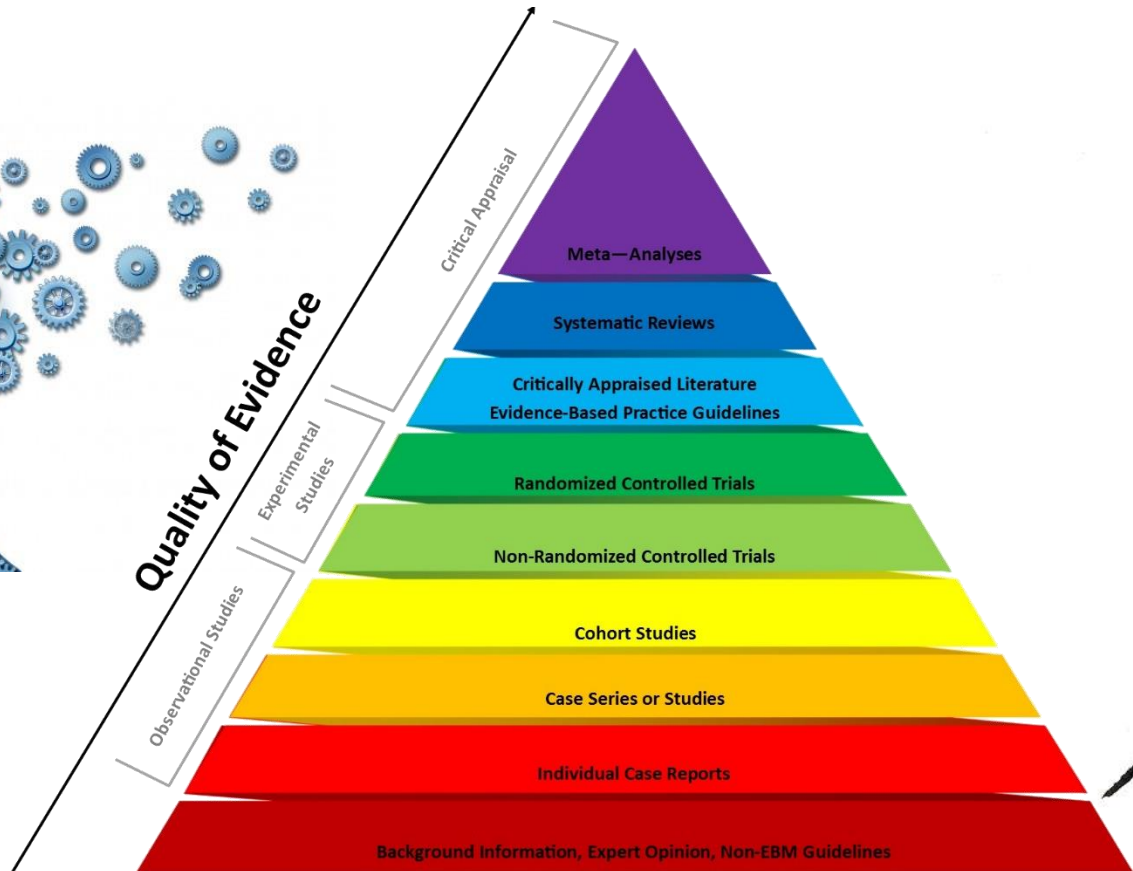 Quality of Evidence
Critical Appraisal
Experimental
Studies
Observational Studies
Meta—Analyses
Systematic Reviews
Critically Appraised Literature
Evidence-Based Practice Guidelines
Randomized Controlled Trials
Non-Randomized Controlled Trials
Cohort Studies
Case Series or Studies
Individual Case Reports
Background Information, Expert Opinion, Non-EBM Guidelines